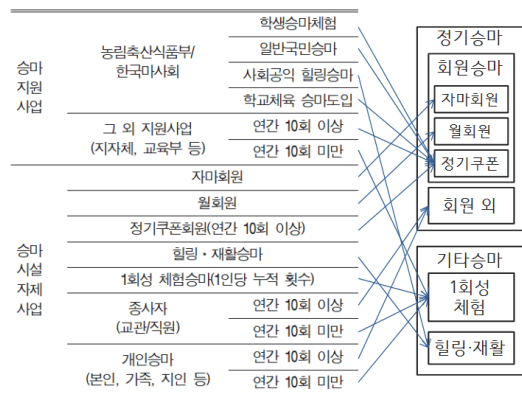 승마
지원
사업
농림축산식품부/
한국마사회
학생승마체험
일반국민승마
사회공익 힐링승마
학교체육 승마도입
그 외 지원사업
(지자체, 교육부 등)
연간 10회 이상
연간 10회 미만
승마
시설
자체
사업
자마회원
월회원
정기쿠폰회원(연간 10회 이상)
힐링・재활승마
1회성 체험승마(1인당 누적 횟수)
종사자
(교관/직원)
연간 10회 이상
연간 10회 미만
개인승마
(본인, 가족, 지인 등)
연간 10회 이상
연간 10회 미만
정기승마
회원승마
자마회원
월회원
정기쿠폰
회원 외
기타승마
1회성
체험
힐링·재활